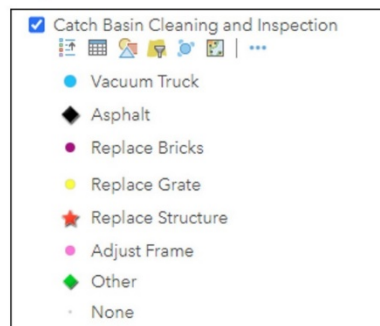 Catch Basin Cleaning and Inspection
Vacuum Truck
Asphalt
Replace Bricks
Replace Grate
Replace Structure
Adjust Frame
Other
None